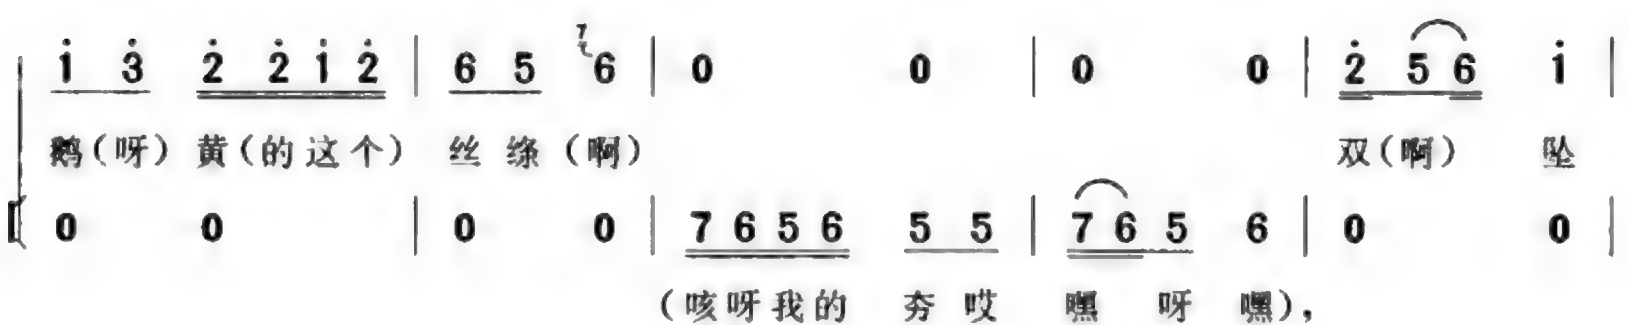 i̇ 3̇ 2̇ 2̇ i̇ 2̇ | 6 5 ⁷6 | 0 0 | 0 0 | 2̇ 5 6 i̇ |
鹅(呀) 黄(的这个) 丝绦(啊) 双(啊) 坠
0 0 | 0 0 | 7 6 5 6 5 5 | 7 6 5 6 | 0 0 |
(咳呀我的 夯哎 嘿呀嘿),